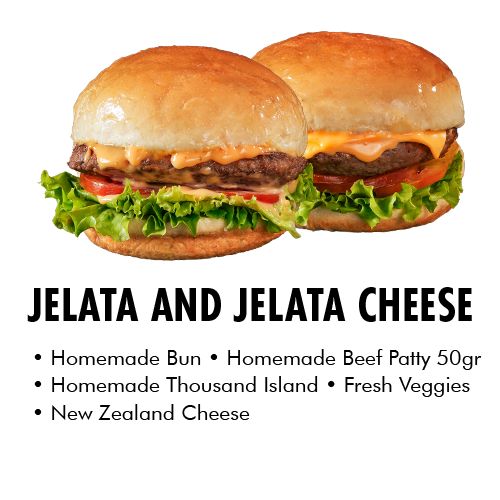 JELATA AND JELATA CHEESE
• Homemade Bun • Homemade Beef Patty 50gr
• Homemade Thousand Island • Fresh Veggies
• New Zealand Cheese